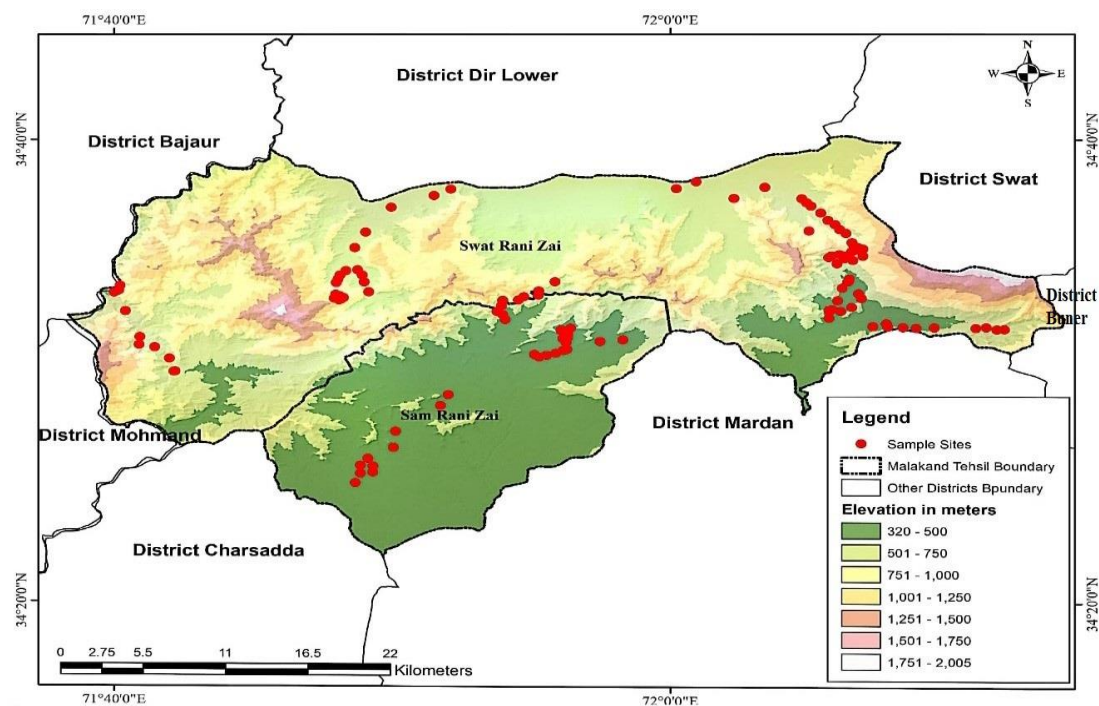 71°40'0"E
72°0'0"E
N
W
E
S
District Dir Lower
34°40'0"N
34°40'0"N
District Bajaur
District Swat
Swat Rani Zai
District
Buner
Sam Rani Zai
District Mardan
District Mohmand
Legend
Sample Sites
Malakand Tehsil Boundary
Other Districts Bpundary
Elevation in meters
320 - 500
501 - 750
751 - 1,000
1,001 - 1,250
1,251 - 1,500
1,501 - 1,750
1,751 - 2,005
District Charsadda
34°20'0"N
34°20'0"N
0 2.75 5.5 11 16.5 22
Kilometers
71°40'0"E
72°0'0"E